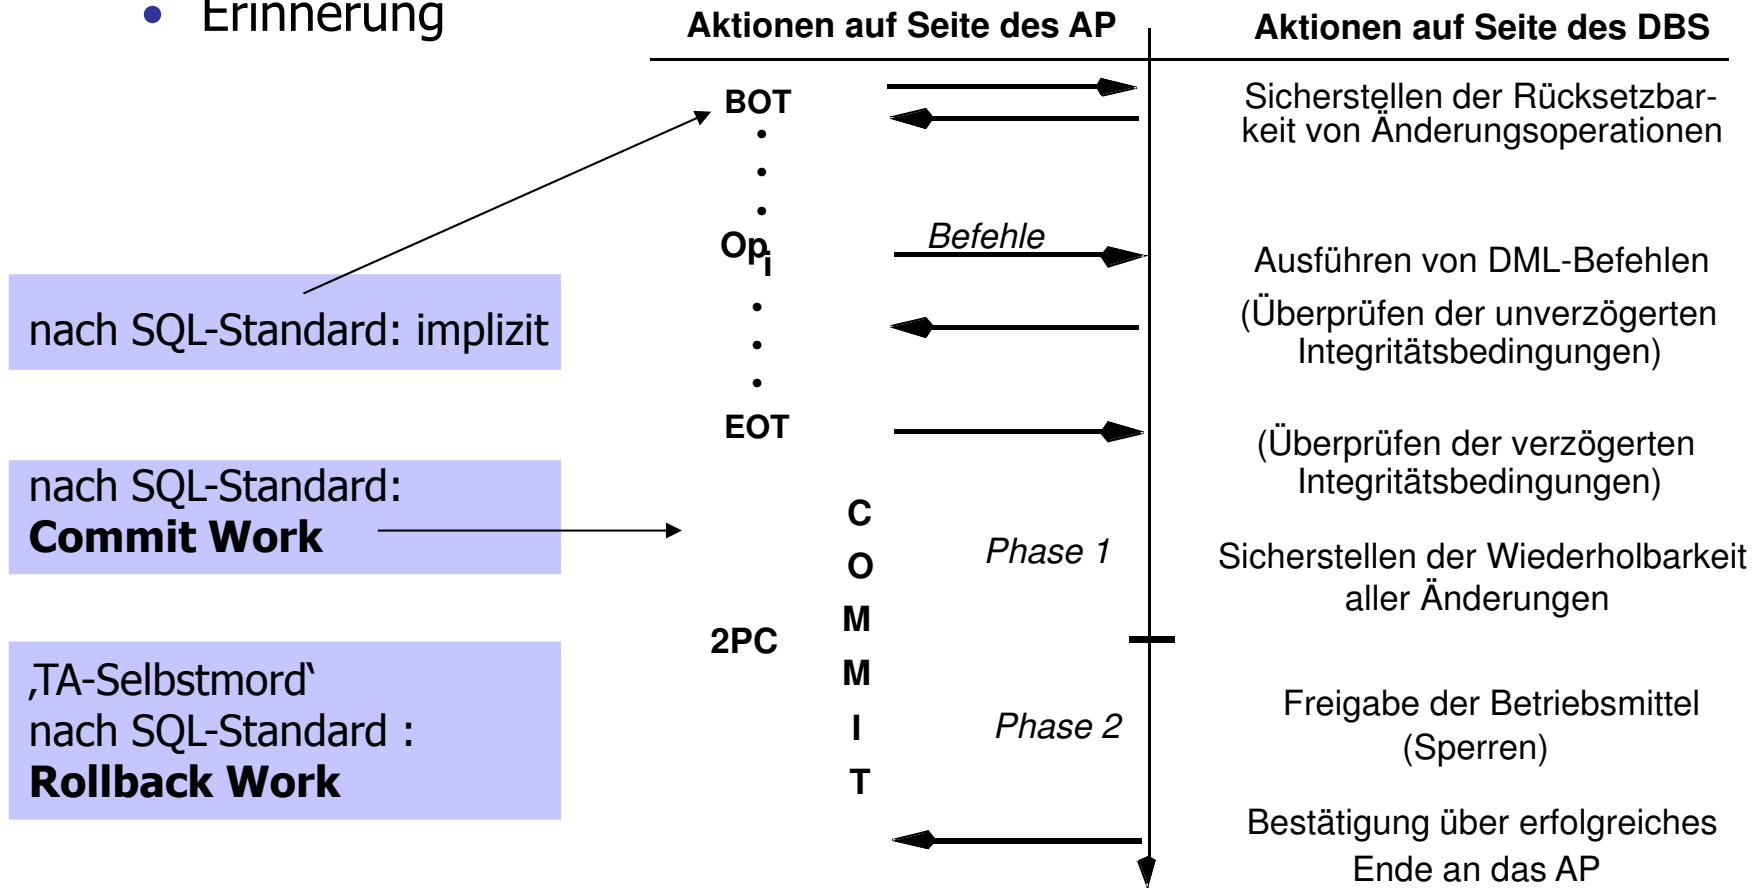 • Erinnerung
Aktionen auf Seite des AP
Aktionen auf Seite des DBS
BOT
Sicherstellen der Rücksetzbar-
keit von Änderungsoperationen
Opi
Befehle
Ausführen von DML-Befehlen
nach SQL-Standard: implizit
(Überprüfen der unverzögerten
Integritätsbedingungen)
EOT
(Überprüfen der verzögerten
Integritätsbedingungen)
nach SQL-Standard:
Commit Work
C
O
M
M
I
T
Phase 1
Sicherstellen der Wiederholbarkeit
aller Änderungen
2PC
‚TA-Selbstmord‘
nach SQL-Standard :
Rollback Work
Phase 2
Freigabe der Betriebsmittel
(Sperren)
Bestätigung über erfolgreiches
Ende an das AP